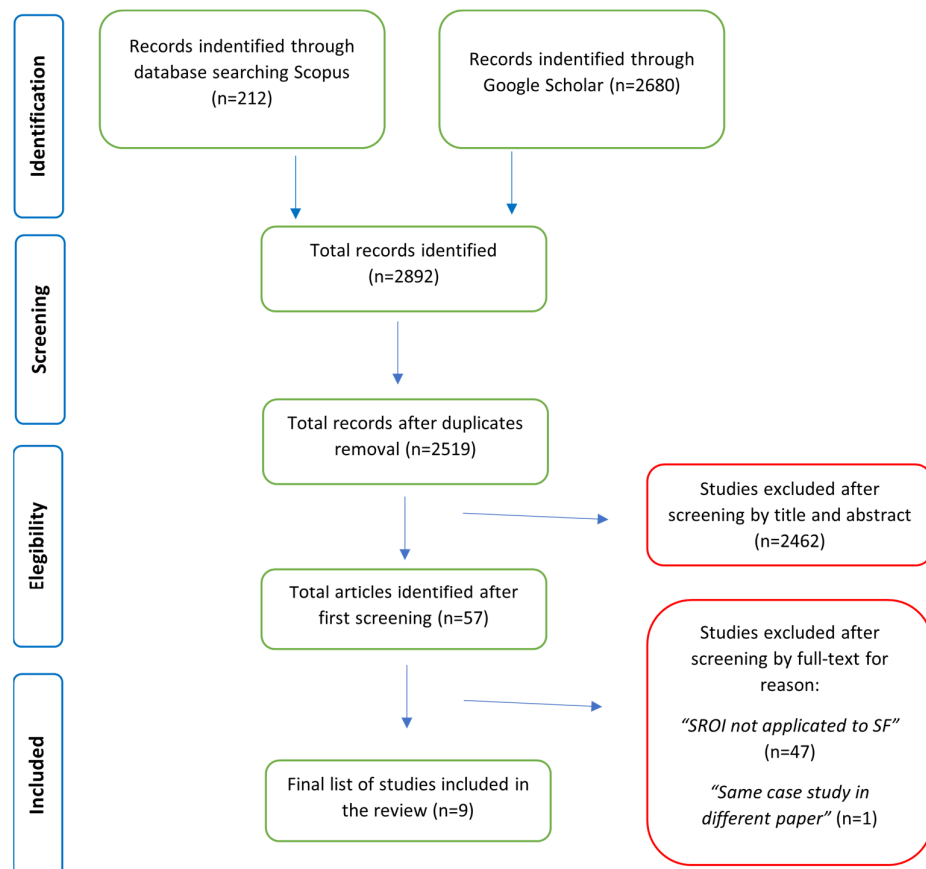 Identification
Records indentified through
database searching Scopus
(n=212)
Records indentified through
Google Scholar (n=2680)
Screening
Total records identified
(n=2892)
Total records after duplicates
removal (n=2519)
Elegibility
Studies excluded after
screening by title and abstract
(n=2462)
Total articles identified after
first screening (n=57)
Studies excluded after
screening by full-text for
reason:
“SROI not applicated to SF”
(n=47)
“Same case study in
different paper” (n=1)
Included
Final list of studies included in
the review (n=9)